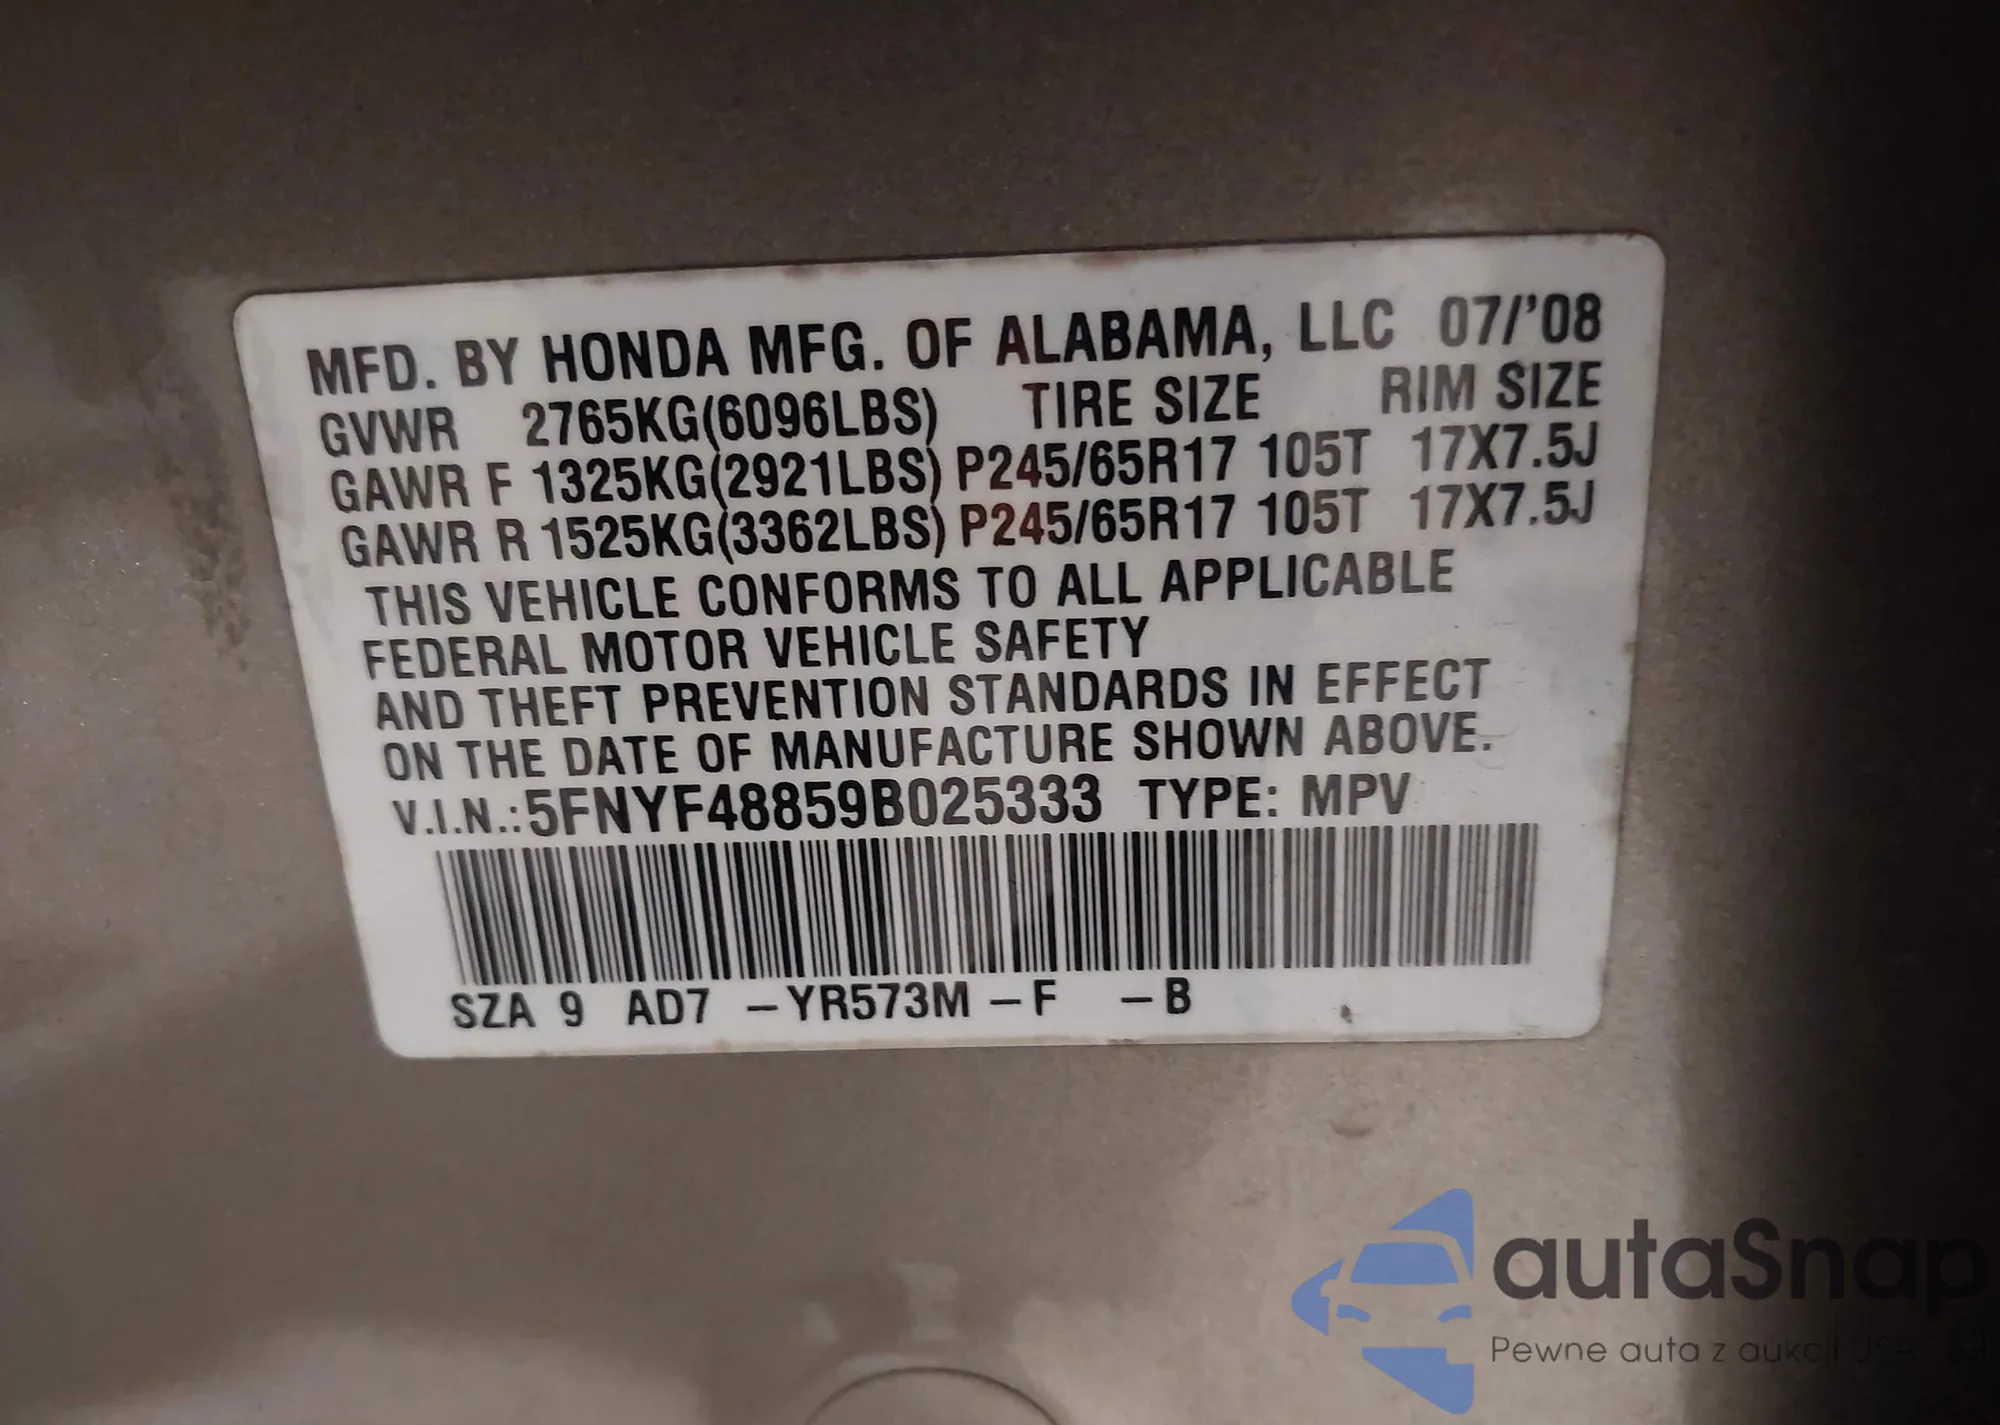 MFD. BY HONDA MFG. OF ALABAMA, LLC 07/'08
GVWR 2765KG(6096LBS) TIRE SIZE RIM SIZE
GAWR F 1325KG(2921LBS) P245/65R17 105T 17X7.5J
GAWR R 1525KG(3362LBS) P245/65R17 105T 17X7.5J
THIS VEHICLE CONFORMS TO ALL APPLICABLE
FEDERAL MOTOR VEHICLE SAFETY
AND THEFT PREVENTION STANDARDS IN EFFECT
ON THE DATE OF MANUFACTURE SHOWN ABOVE.
V.I.N.:5FNYF48859B025333 TYPE: MPV
SZA 9 AD7 –YR573M –F –B
autaSnap
Pewne auta z aukcji USA i EU